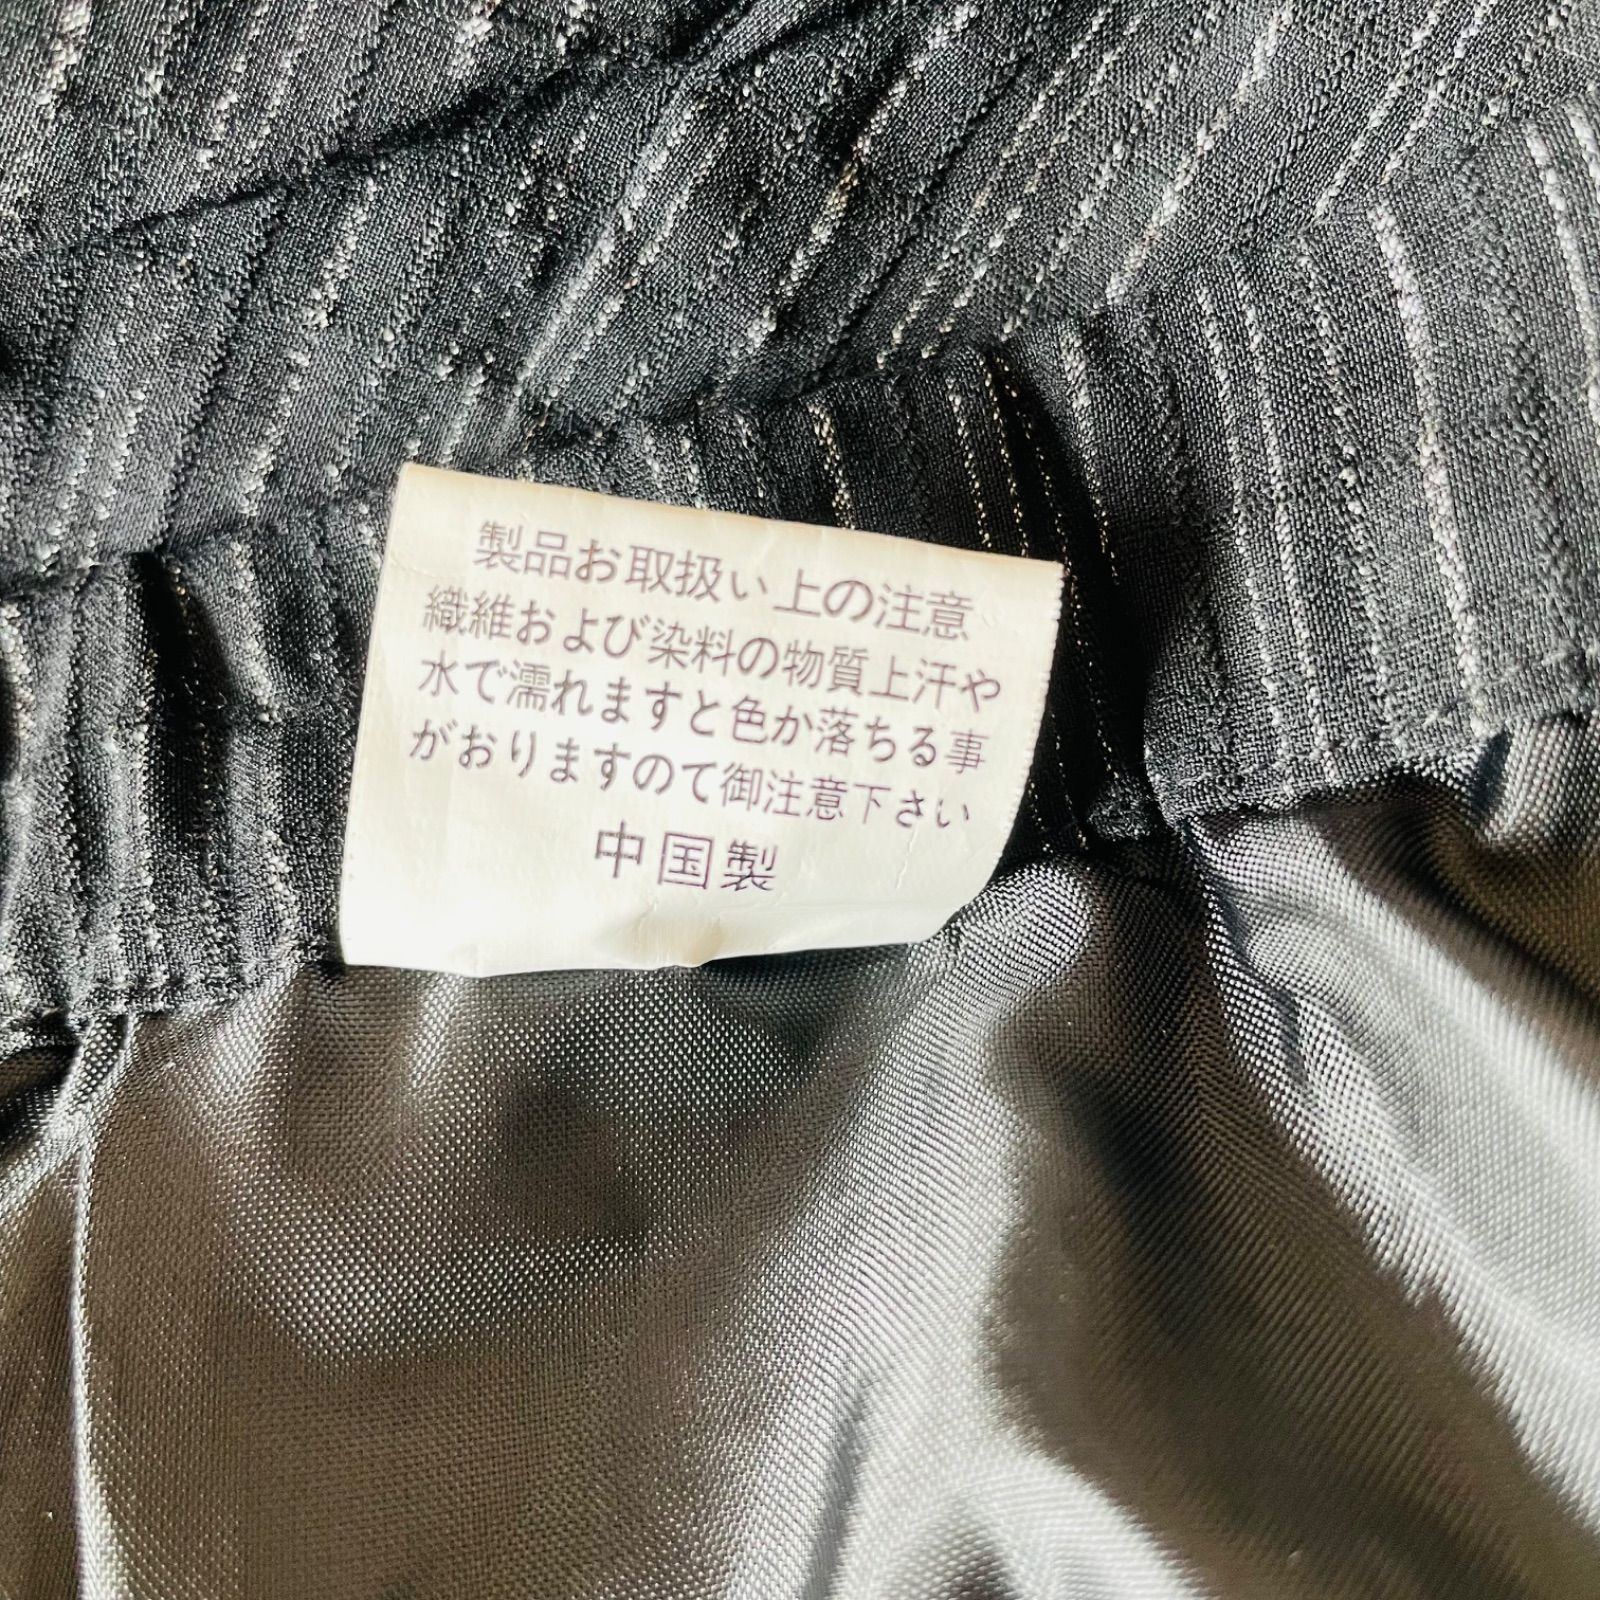 製品お取扱い上の注意
繊維および染料の物質上汗や
水で濡れますと色か落ちる事
がおりますのて御注意下さい
中国製